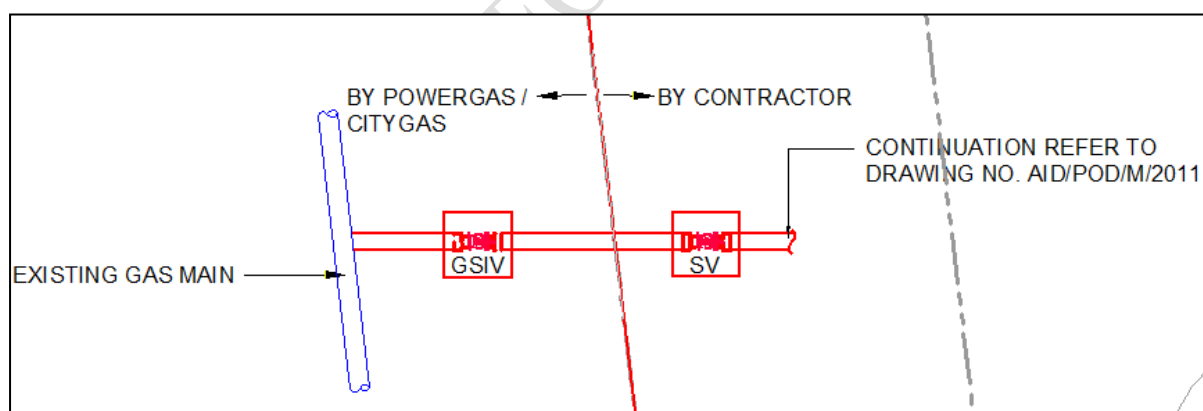 BY POWERGAS /
CITYGAS
BY CONTRACTOR
CONTINUATION REFER TO
DRAWING NO. AID/POD/M/2011
EXISTING GAS MAIN
GSIV
SV